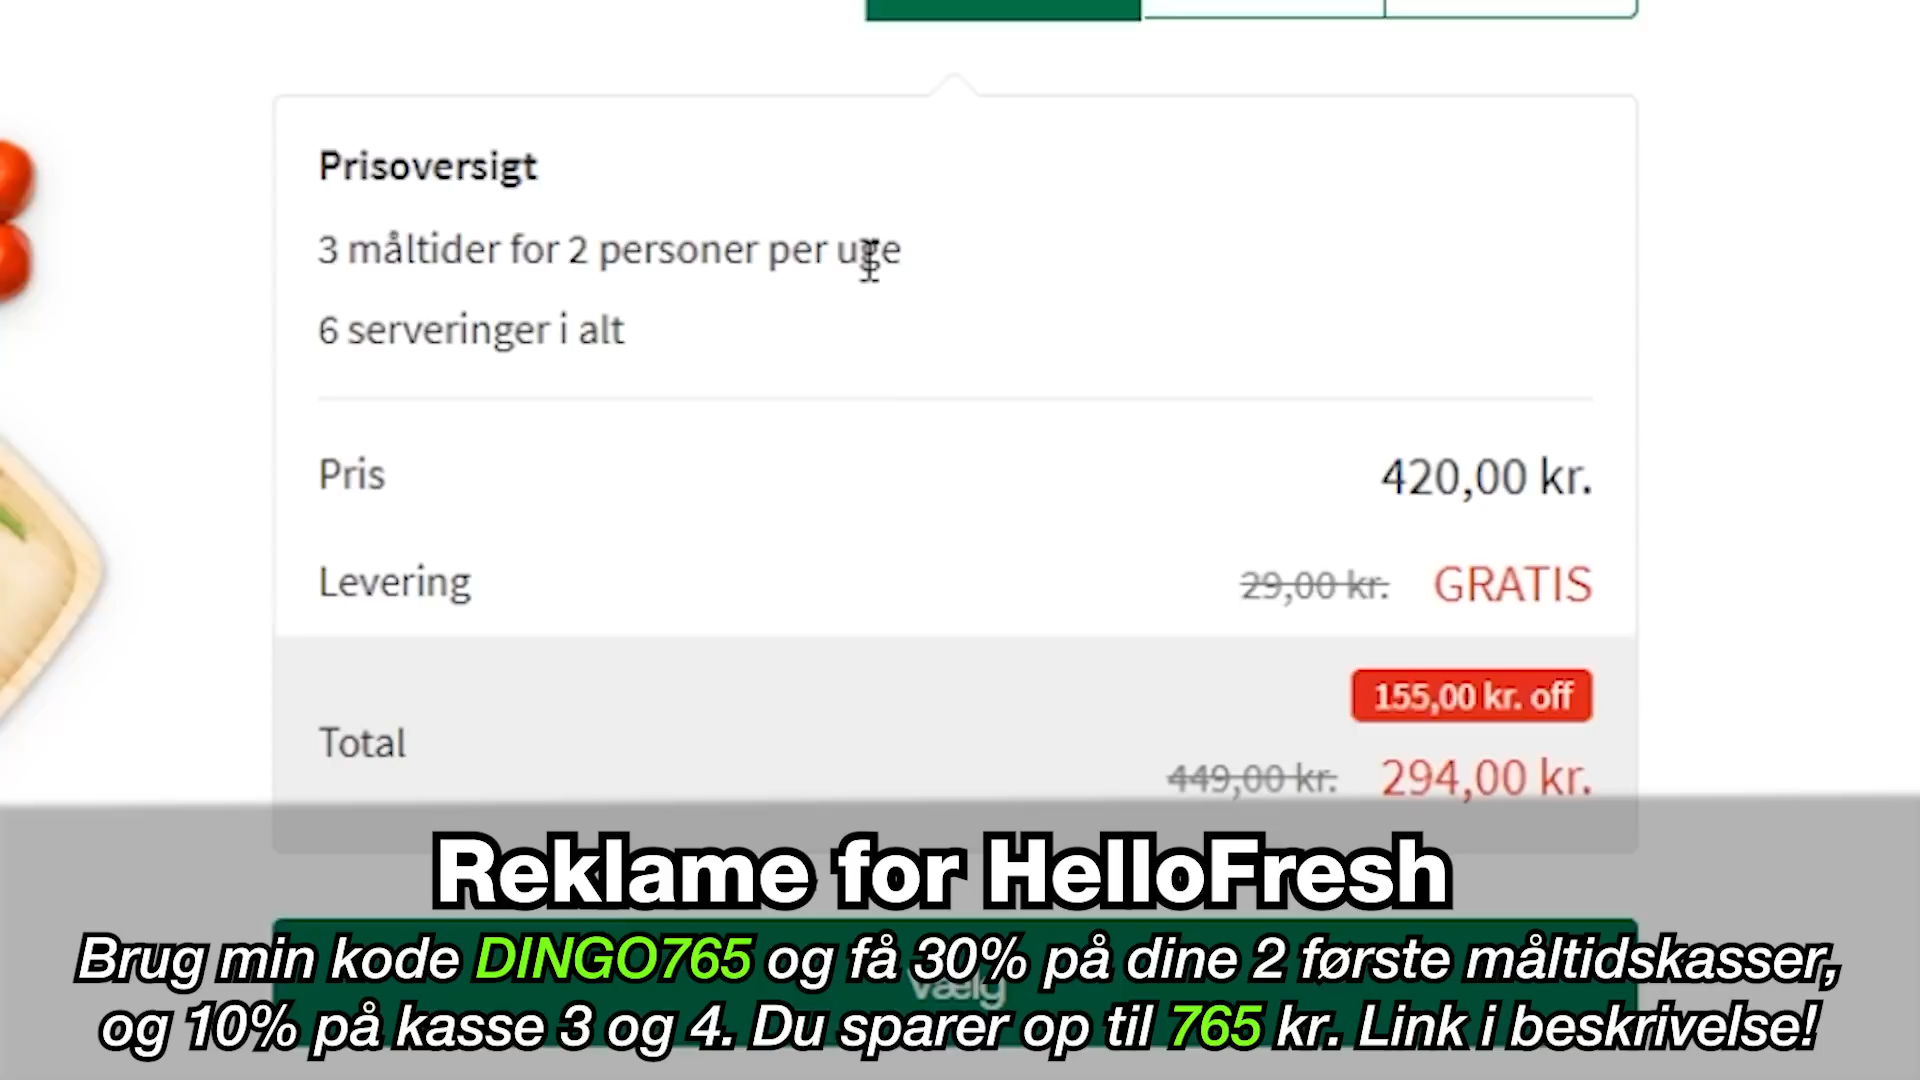 Prisoversigt
3 måltider for 2 personer per uge
6 serveringer i alt
Pris 420,00 kr.
Levering 29,00 kr. GRATIS
155,00 kr. off
Total 449,00 kr. 294,00 kr.
Reklame for HelloFresh
Brug min kode DINGO765 og få 30% på dine 2 første måltidskasser,
Vælg
og 10% på kasse 3 og 4. Du sparer op til 765 kr. Link i beskrivelse!